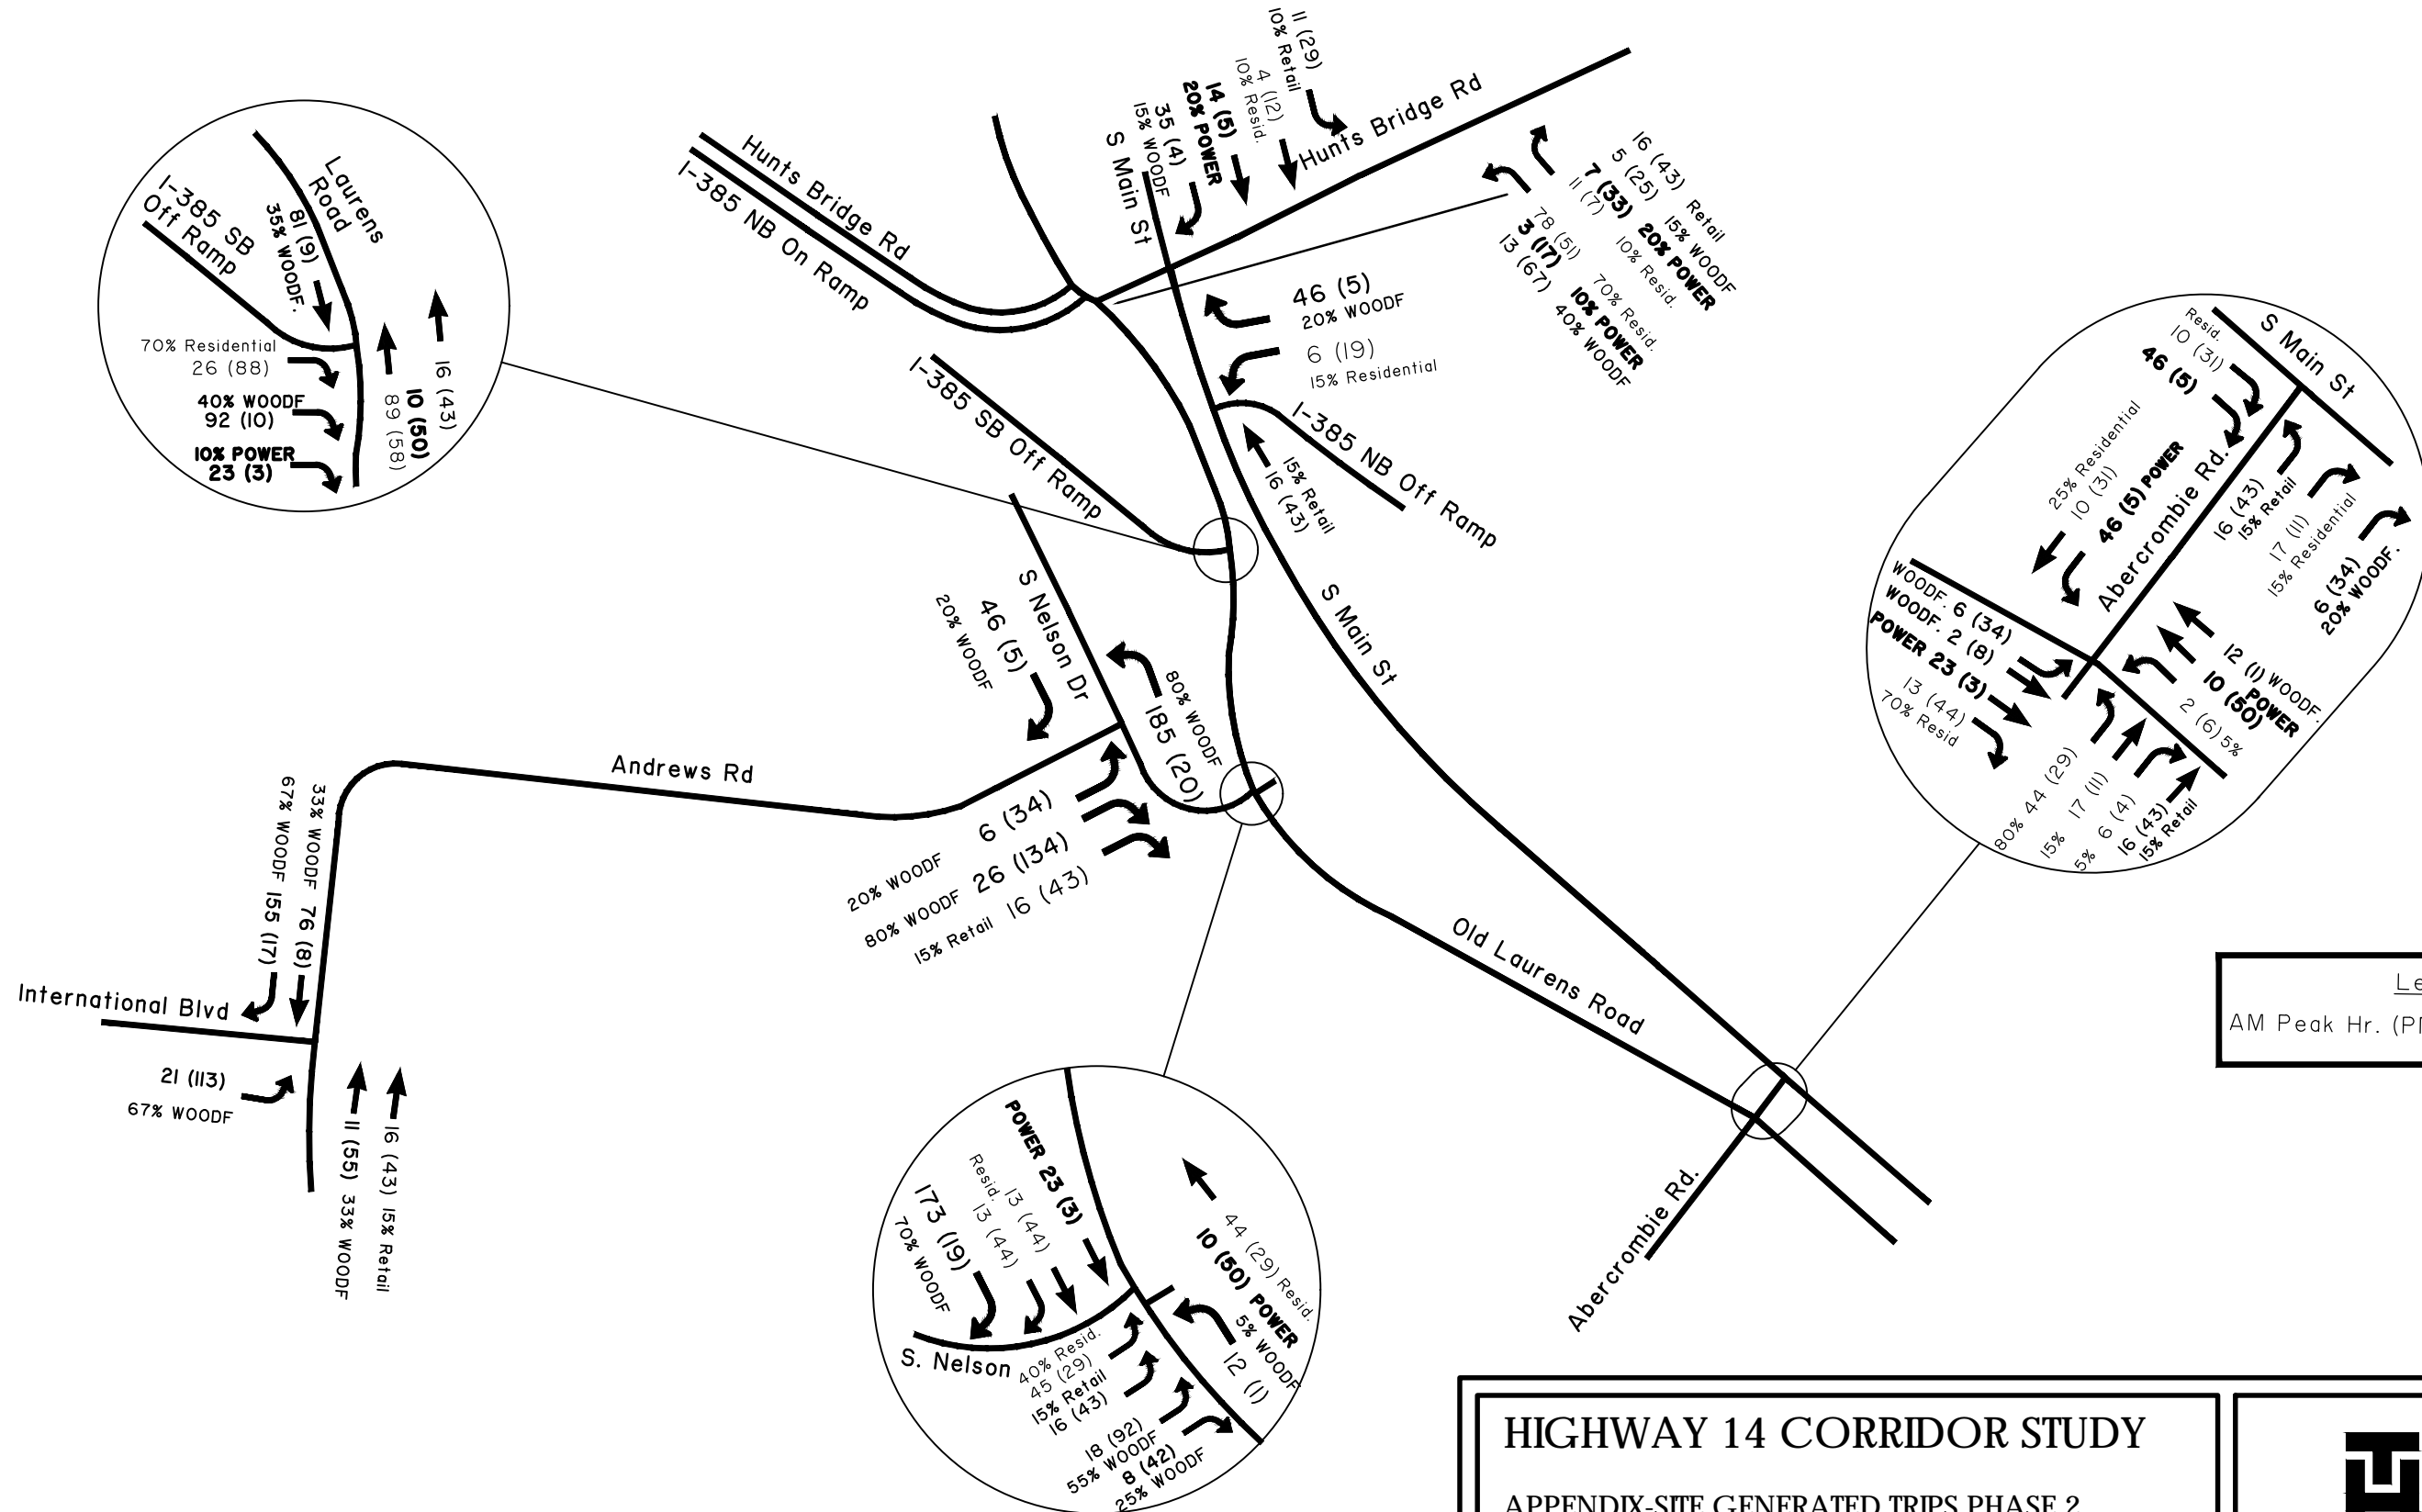 11 (29)
10% Retail
4 (12)
10% Resid.
14 (5)
20% POWER
35 (4)
15% WOODF
S Main St
Hunts Bridge Rd
Hunts Bridge Rd
I-385 NB On Ramp
16 (43) Retail
5 (25) 15% WOODF
7 (33) 20% POWER
11 (7) 10% Resid.
78 (51) 70% Resid.
3 (17) 10% POWER
13 (67) 40% WOODF
Laurens
Road
I-385 SB
Off Ramp
81 (9)
35% WOODF.
70% Residential
26 (88)
40% WOODF
92 (10)
10% POWER
23 (3)
89 (58)
10 (50)
16 (43)
46 (5)
20% WOODF
6 (19)
15% Residential
I-385 SB Off Ramp
I-385 NB Off Ramp
15% Retail
16 (43)
S Main St
Resid.
10 (31)
46 (5)
S Main St
25% Residential
10 (31)
46 (5) POWER
Abercrombie Rd.
16 (43)
15% Retail
17 (11)
15% Residential
6 (34)
20% WOODF.
WOODF. 6 (34)
WOODF. 2 (8)
POWER 23 (3)
13 (44)
70% Resid
12 (1) WOODF.
10 (50)
POWER
2 (6) 5%
80% 44 (29)
15% 17 (11)
5% 6 (4)
16 (43)
15% Retail
S Nelson Dr
46 (5)
20% WOODF
80% WOODF
185 (20)
Andrews Rd
20% WOODF 6 (34)
80% WOODF 26 (134)
15% Retail 16 (43)
67% WOODF 155 (17)
33% WOODF 76 (8)
International Blvd
21 (113)
67% WOODF
11 (55) 33% WOODF
16 (43) 15% Retail
Old Laurens Road
Abercrombie Rd.
AM Peak Hr.
POWER 23 (3)
13 (44)
Resid. 13 (44)
173 (19)
70% WOODF
S. Nelson
44 (29) Resid.
10 (50) POWER
5% WOODF
12 (1)
40% Resid.
45 (29)
15% Retail
16 (43)
18 (92)
55% WOODF
8 (42)
25% WOODF
HIGHWAY 14 CORRIDOR STUDY
APPENDIX-SITE GENERATED TRIPS PHASE 2